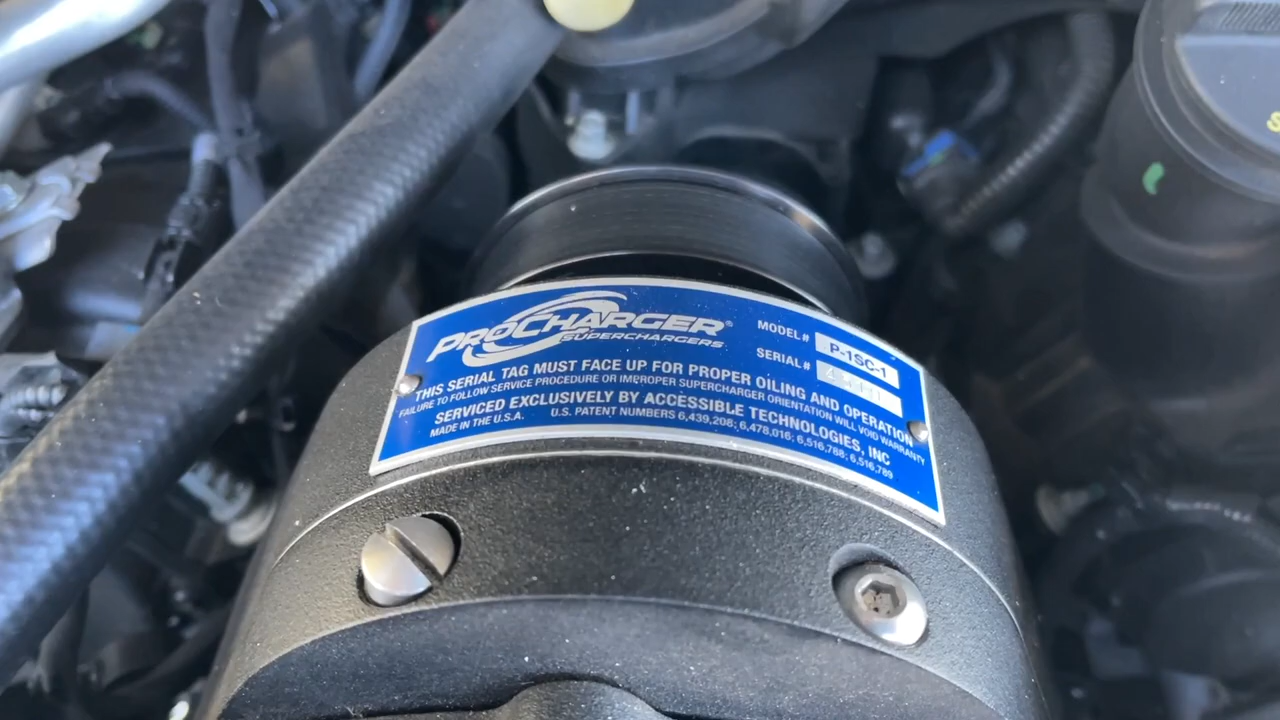 PROCHARGER®
SUPERCHARGERS
MODEL# P-1SC-1
SERIAL#
THIS SERIAL TAG MUST FACE UP FOR PROPER OILING AND OPERATION
FAILURE TO FOLLOW SERVICE PROCEDURE OR IMPROPER SUPERCHARGER ORIENTATION WILL VOID WARRANTY
SERVICED EXCLUSIVELY BY ACCESSIBLE TECHNOLOGIES, INC
MADE IN THE U.S.A. U.S. PATENT NUMBERS 6,439,208; 6,478,016; 6,516,788; 6,516,789